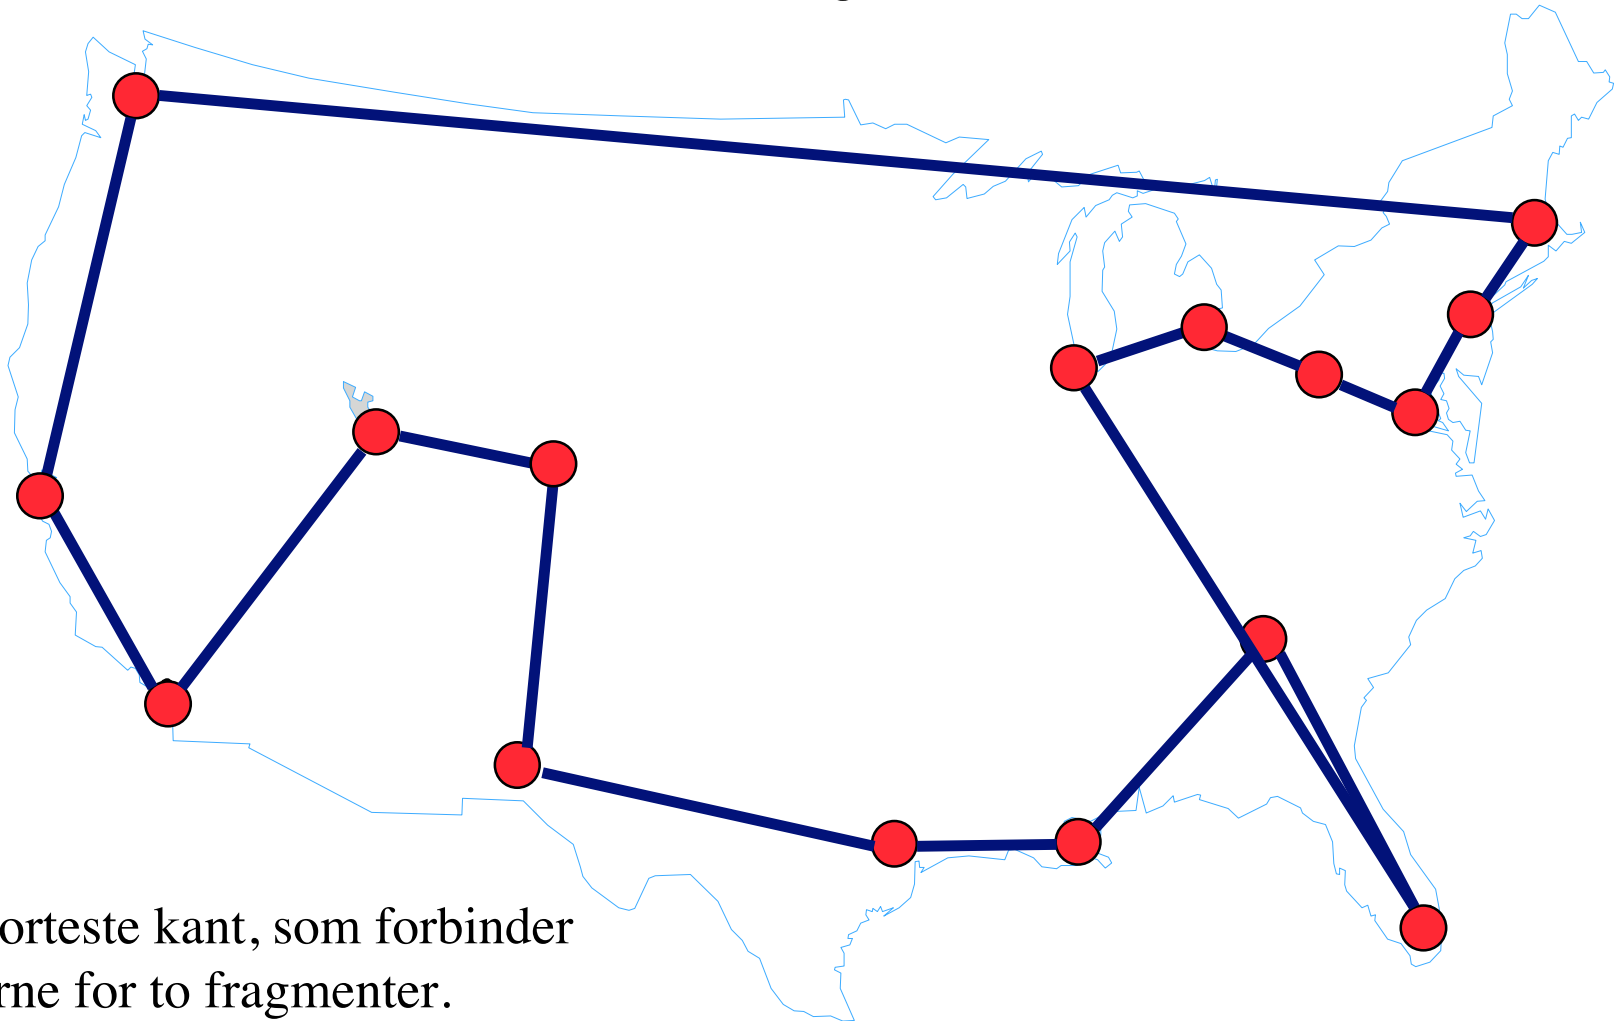 orteste kant, som forbinder
rne for to fragmenter.